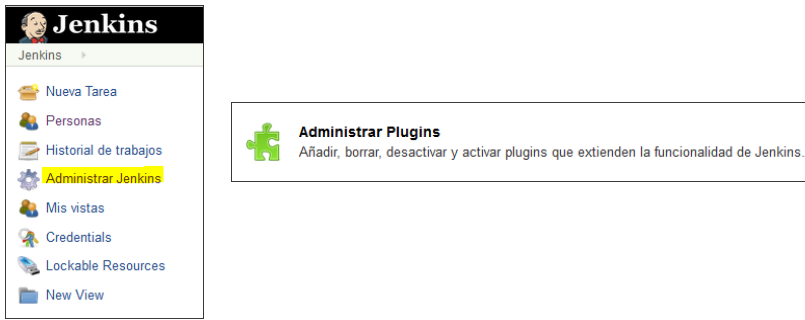 Jenkins
Jenkins
Nueva Tarea
Personas
Historial de trabajos
Administrar Jenkins
Mis vistas
Credentials
Lockable Resources
New View
Administrar Plugins
Añadir, borrar, desactivar y activar plugins que extienden la funcionalidad de Jenkins.